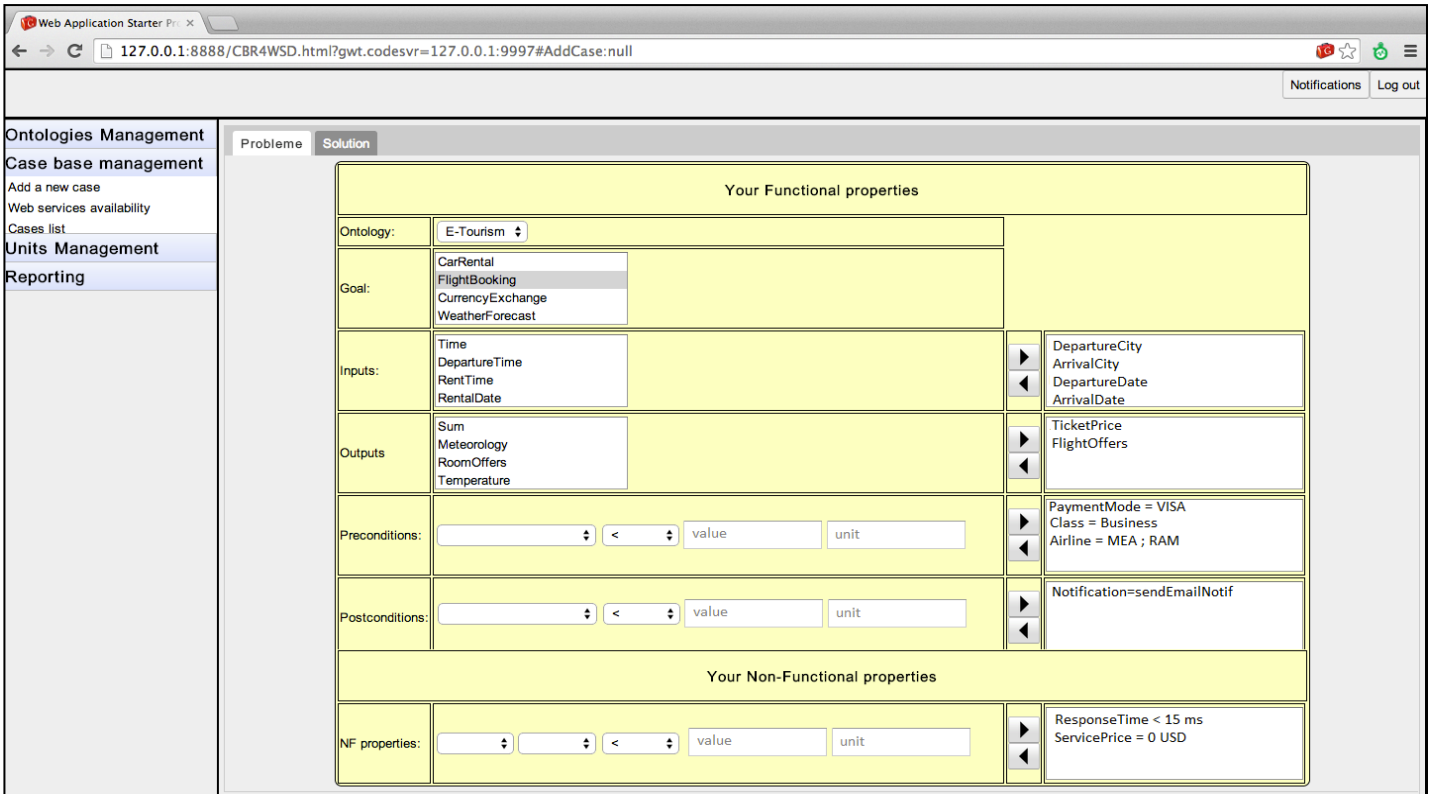 Web Application Starter Pr
127.0.0.1:8888/CBR4WSD.html?gwt.codesvr=127.0.0.1:9997#AddCase:null
Notifications Log out
Ontologies Management
Case base management
Add a new case
Web services availability
Cases list
Units Management
Reporting
Probleme Solution
Your Functional properties
Ontology: E-Tourism
Goal:
CarRental
FlightBooking
CurrencyExchange
WeatherForecast
Inputs:
Time
DepartureTime
RentTime
RentalDate
DepartureCity
ArrivalCity
DepartureDate
ArrivalDate
Outputs
Sum
Meteorology
RoomOffers
Temperature
TicketPrice
FlightOffers
Preconditions: < value unit
PaymentMode = VISA
Class = Business
Airline = MEA ; RAM
Postconditions: < value unit
Notification=sendEmailNotif
Your Non-Functional properties
NF properties: < value unit
ResponseTime < 15 ms
ServicePrice = 0 USD